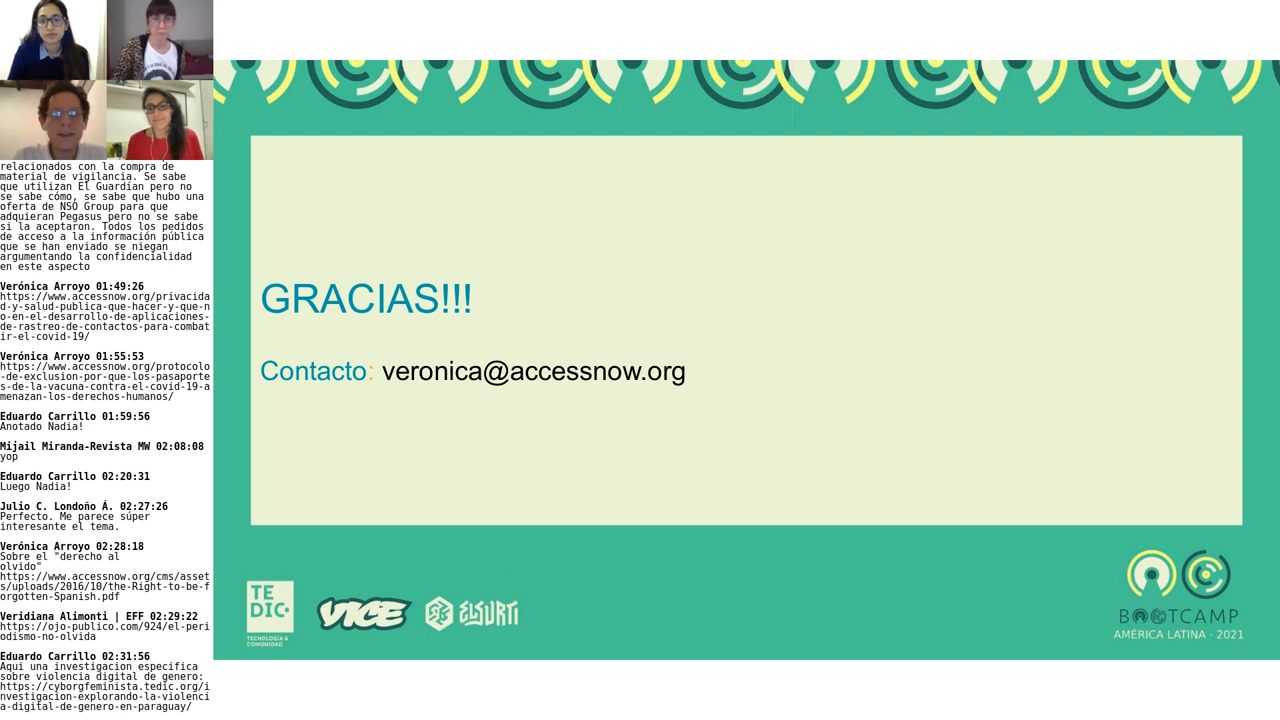 relacionados con la compra de
material de vigilancia. Se sabe
que utilizan El Guardían pero no
se sabe cómo, se sabe que hubo una
oferta de NSO Group para que
adquieran Pegasus pero no se sabe
si la aceptaron. Todos los pedidos
de acceso a la información pública
que se han enviado se niegan
argumentando la confidencialidad
en este aspecto
Verónica Arroyo 01:49:26
https://www.accessnow.org/privacida
d-y-salud-publica-que-hacer-y-que-n
o-en-el-desarrollo-de-aplicaciones-
de-rastreo-de-contactos-para-combat
ir-el-covid-19/
Verónica Arroyo 01:55:53
https://www.accessnow.org/protocolo
-de-exclusion-por-que-los-pasaporte
s-de-la-vacuna-contra-el-covid-19-a
menazan-los-derechos-humanos/
Eduardo Carrillo 01:59:56
Anotado Nadia!
Mijail Miranda-Revista MW 02:08:08
yop
Eduardo Carrillo 02:20:31
Luego Nadia!
Julio C. Londoño Á. 02:27:26
Perfecto. Me parece súper
interesante el tema.
Verónica Arroyo 02:28:18
Sobre el "derecho al
olvido"
https://www.accessnow.org/cms/asset
s/uploads/2016/10/the-Right-to-be-f
orgotten-Spanish.pdf
Veridiana Alimonti | EFF 02:29:22
https://ojo-publico.com/924/el-peri
odismo-no-olvida
Eduardo Carrillo 02:31:56
Aqui una investigacion especifica
sobre violencia digital de genero:
https://cyborgfeminista.tedic.org/i
nvestigacion-explorando-la-violenci
a-digital-de-genero-en-paraguay/
GRACIAS!!!
Contacto: veronica@accessnow.org
TE
DIC
TECNOLOGÍA &
COMUNIDAD
VICE
ELSURTI
BOOTCAMP
AMÉRICA LATINA · 2021